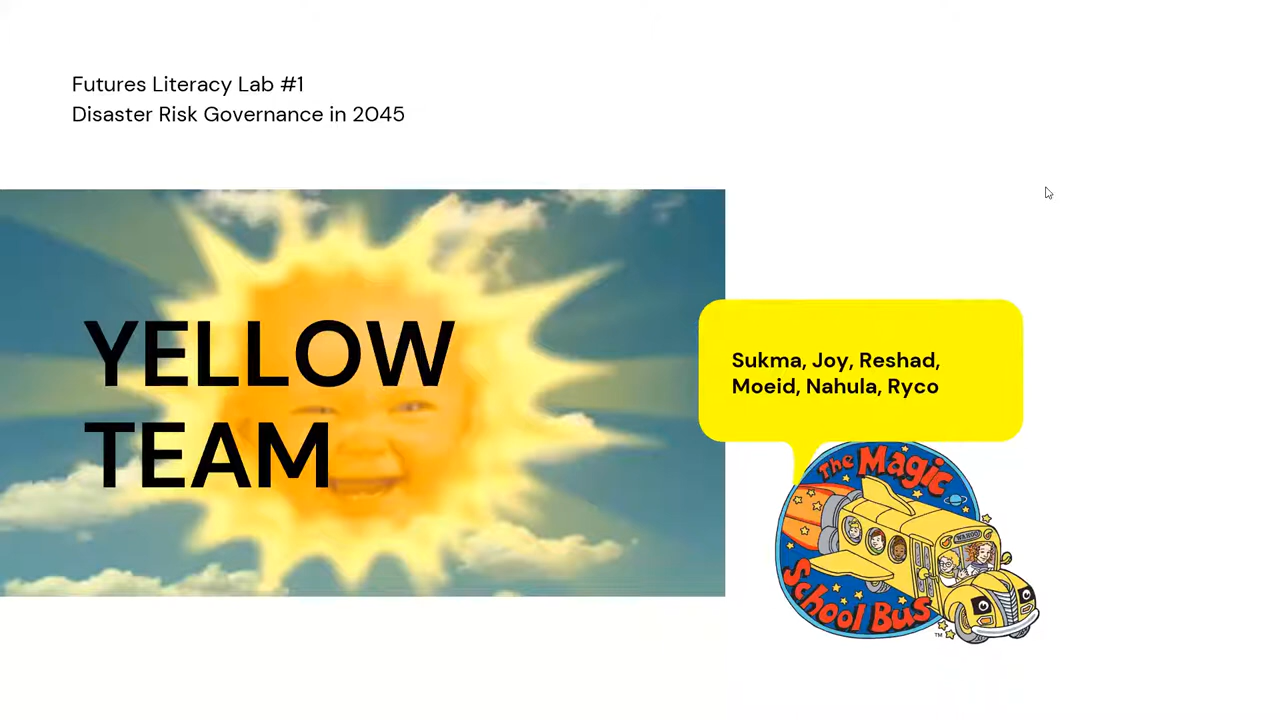 Futures Literacy Lab #1
Disaster Risk Governance in 2045
YELLOW
TEAM
Sukma, Joy, Reshad,
Moeid, Nahula, Ryco
The Magic
School Bus
TM